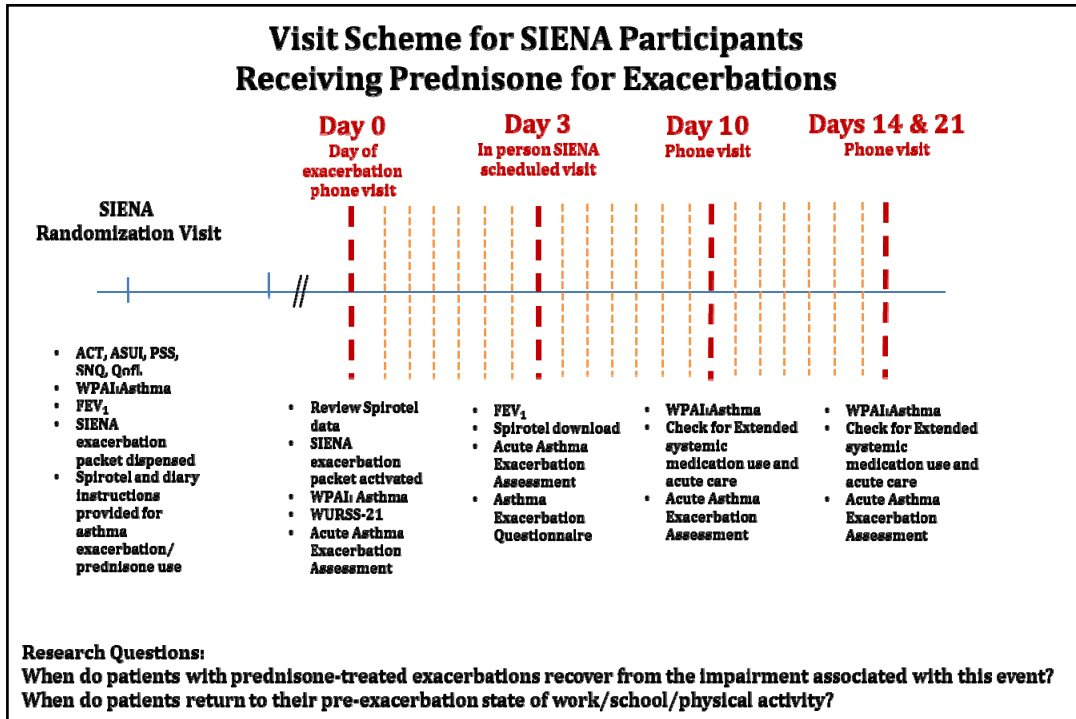 Visit Scheme for SIENA Participants
Receiving Prednisone for Exacerbations
Day 0
Day of
exacerbation
phone visit
Day 3
In person SIENA
scheduled visit
Day 10
Phone visit
Days 14 & 21
Phone visit
SIENA
Randomization Visit
//
• ACT, ASUI, PSS,
SNQ, Qnfl.
• WPAI:Asthma
• FEV1
• SIENA
exacerbation
packet dispensed
• Spirotel and diary
instructions
provided for
asthma
exacerbation/
prednisone use
• Review Spirotel
data
• SIENA
exacerbation
packet activated
• WPAI: Asthma
• WURSS-21
• Acute Asthma
Exacerbation
Assessment
• FEV1
• Spirotel download
• Acute Asthma
Exacerbation
Assessment
• Asthma
Exacerbation
Questionnaire
• WPAI:Asthma
• Check for Extended
systemic
medication use and
acute care
• Acute Asthma
Exacerbation
Assessment
• WPAI:Asthma
• Check for Extended
systemic
medication use and
acute care
• Acute Asthma
Exacerbation
Assessment
Research Questions:
When do patients with prednisone-treated exacerbations recover from the impairment associated with this event?
When do patients return to their pre-exacerbation state of work/school/physical activity?